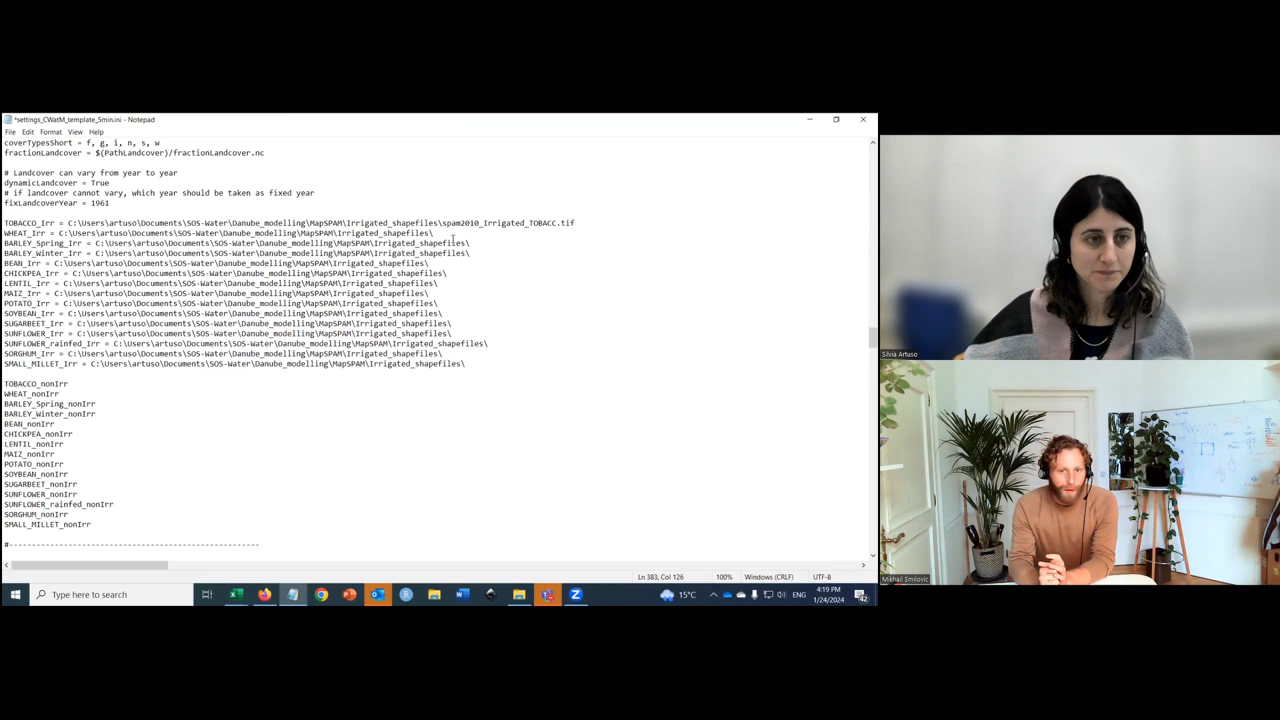 *settings_CWatM_template_5min.ini - Notepad
File Edit Format View Help
coverTypesShort = f, g, i, n, s, w
fractionLandcover = $(PathLandcover)/fractionLandcover.nc
# Landcover can vary from year to year
dynamicLandcover = True
# if landcover cannot vary, which year should be taken as fixed year
fixLandcoverYear = 1961
TOBACCO_Irr = C:\Users\artuso\Documents\SOS-Water\Danube_modelling\MapSPAM\Irrigated_shapefiles\spam2010_Irrigated_TOBACC.tif
WHEAT_Irr = C:\Users\artuso\Documents\SOS-Water\Danube_modelling\MapSPAM\Irrigated_shapefiles\
BARLEY_Spring_Irr = C:\Users\artuso\Documents\SOS-Water\Danube_modelling\MapSPAM\Irrigated_shapefiles\
BARLEY_Winter_Irr = C:\Users\artuso\Documents\SOS-Water\Danube_modelling\MapSPAM\Irrigated_shapefiles\
BEAN_Irr = C:\Users\artuso\Documents\SOS-Water\Danube_modelling\MapSPAM\Irrigated_shapefiles\
CHICKPEA_Irr = C:\Users\artuso\Documents\SOS-Water\Danube_modelling\MapSPAM\Irrigated_shapefiles\
LENTIL_Irr = C:\Users\artuso\Documents\SOS-Water\Danube_modelling\MapSPAM\Irrigated_shapefiles\
MAIZ_Irr = C:\Users\artuso\Documents\SOS-Water\Danube_modelling\MapSPAM\Irrigated_shapefiles\
POTATO_Irr = C:\Users\artuso\Documents\SOS-Water\Danube_modelling\MapSPAM\Irrigated_shapefiles\
SOYBEAN_Irr = C:\Users\artuso\Documents\SOS-Water\Danube_modelling\MapSPAM\Irrigated_shapefiles\
SUGARBEET_Irr = C:\Users\artuso\Documents\SOS-Water\Danube_modelling\MapSPAM\Irrigated_shapefiles\
SUNFLOWER_Irr = C:\Users\artuso\Documents\SOS-Water\Danube_modelling\MapSPAM\Irrigated_shapefiles\
SUNFLOWER_rainfed_Irr = C:\Users\artuso\Documents\SOS-Water\Danube_modelling\MapSPAM\Irrigated_shapefiles\
SORGHUM_Irr = C:\Users\artuso\Documents\SOS-Water\Danube_modelling\MapSPAM\Irrigated_shapefiles\
SMALL_MILLET_Irr = C:\Users\artuso\Documents\SOS-Water\Danube_modelling\MapSPAM\Irrigated_shapefiles\
TOBACCO_nonIrr
WHEAT_nonIrr
BARLEY_Spring_nonIrr
BARLEY_Winter_nonIrr
BEAN_nonIrr
CHICKPEA_nonIrr
LENTIL_nonIrr
MAIZ_nonIrr
POTATO_nonIrr
SOYBEAN_nonIrr
SUGARBEET_nonIrr
SUNFLOWER_nonIrr
SUNFLOWER_rainfed_nonIrr
SORGHUM_nonIrr
SMALL_MILLET_nonIrr
#-------------------------------------------------------
Ln 383, Col 126 100% Windows (CRLF) UTF-8
Type here to search
15°C ENG
4:19 PM
1/24/2024
42
Silvia Artuso
Mikhail Smilovic